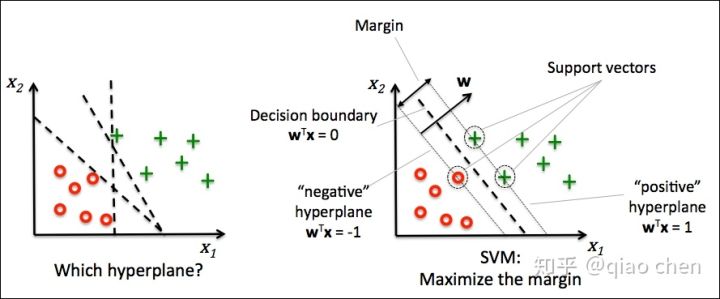 x₂
x₁
Which hyperplane?
Margin
w
Support vectors
x₂
Decision boundary
wᵀx = 0
“negative”
hyperplane
wᵀx = -1
“positive”
hyperplane
wᵀx = 1
x₁
SVM:
Maximize the margin
知乎 @qiao chen